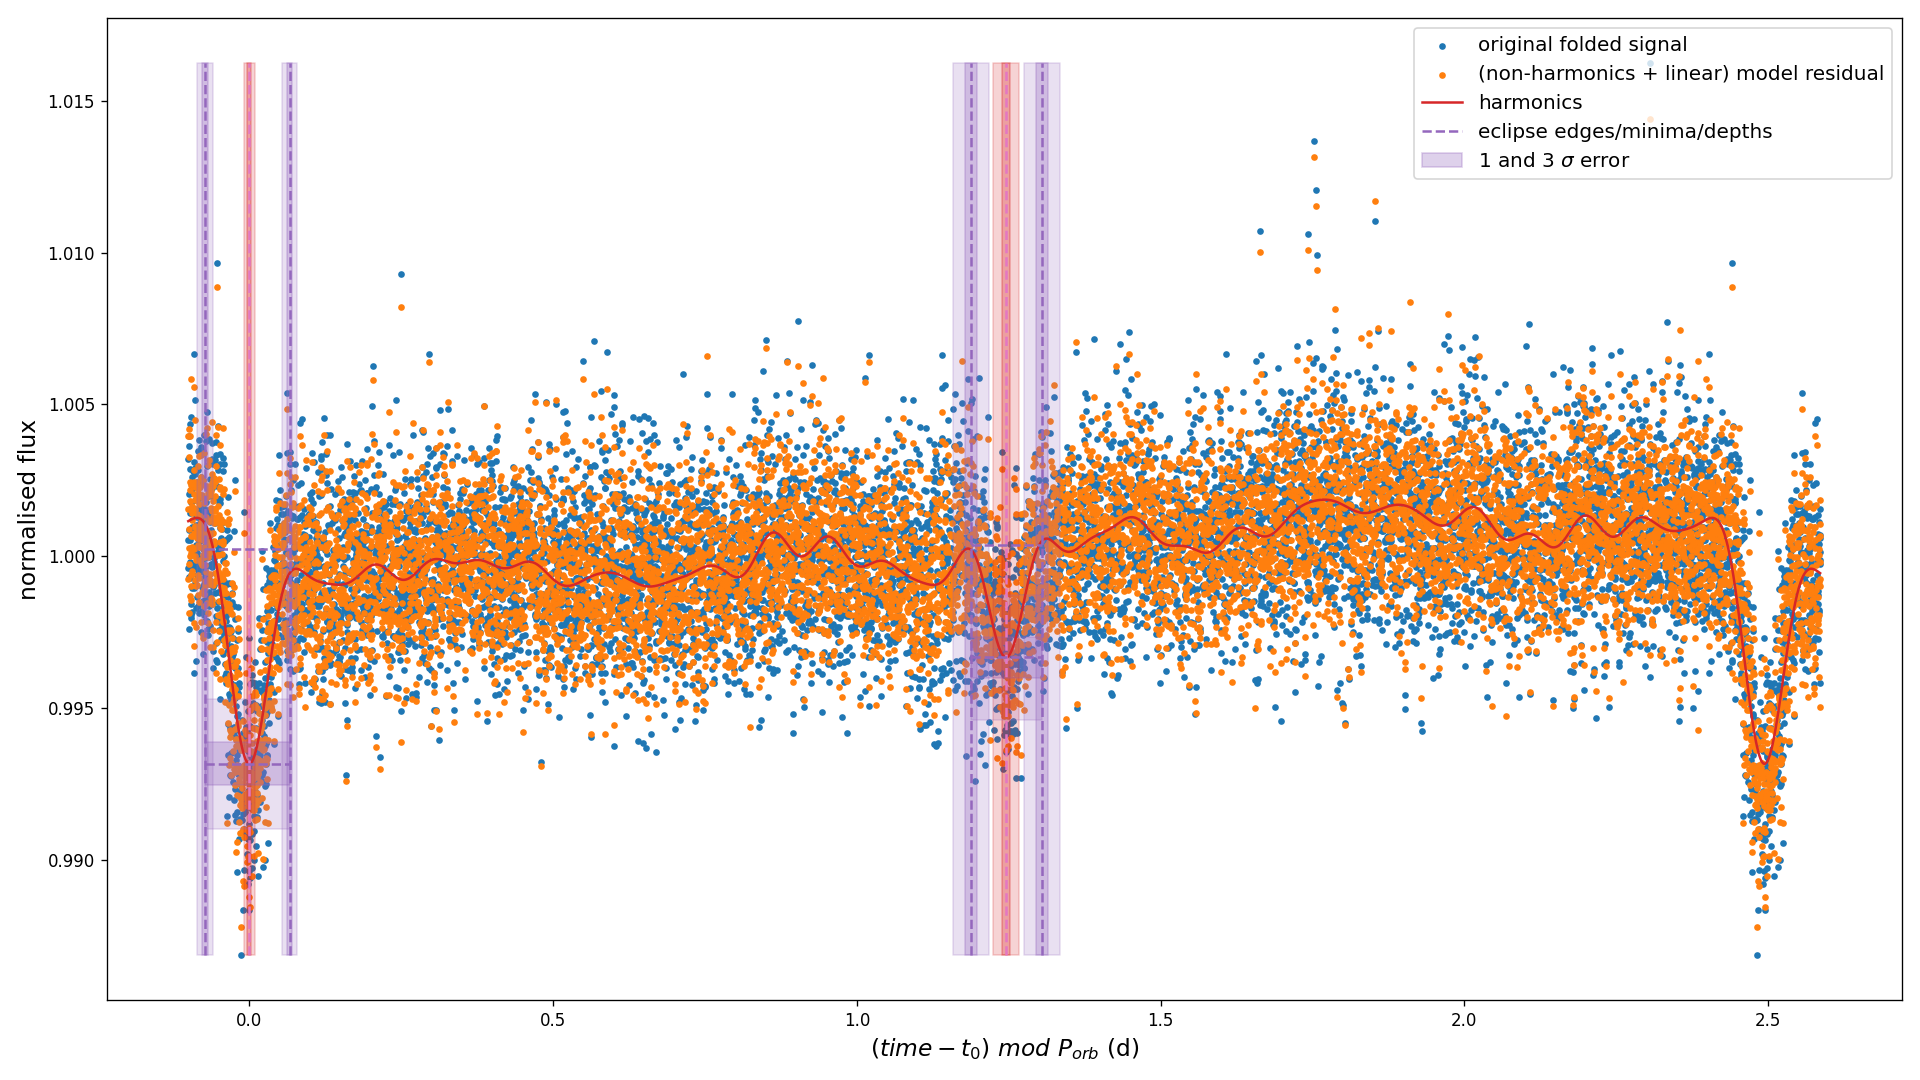 original folded signal
(non-harmonics + linear) model residual
harmonics
eclipse edges/minima/depths
1 and 3 σ error
normalised flux
1.015
1.010
1.005
1.000
0.995
0.990
0.0 0.5 1.0 1.5 2.0 2.5
(time − t₀) mod Pₒᵣb (d)